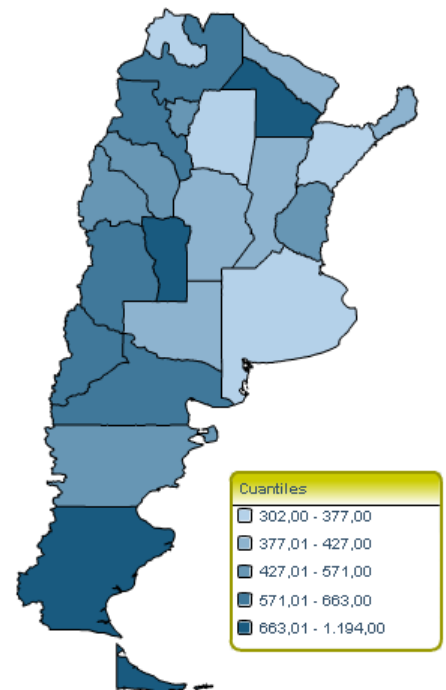 Cuantiles
302,00 - 377,00
377,01 - 427,00
427,01 - 571,00
571,01 - 663,00
663,01 - 1.194,00